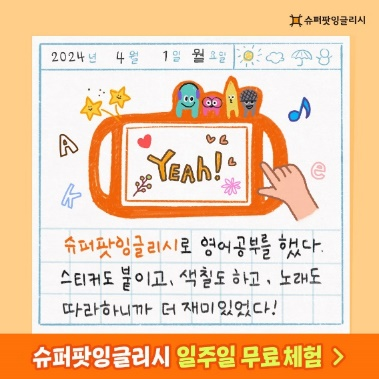 슈퍼팟잉글리시
2024년 4월 1일 월요일
A
YEAH!
k
e
슈퍼팟잉글리시로 영어공부를 했다.
스티커도 붙이고, 색칠도 하고, 노래도
따라하니까 더 재미있었다!
슈퍼팟잉글리시 일주일 무료 체험 >